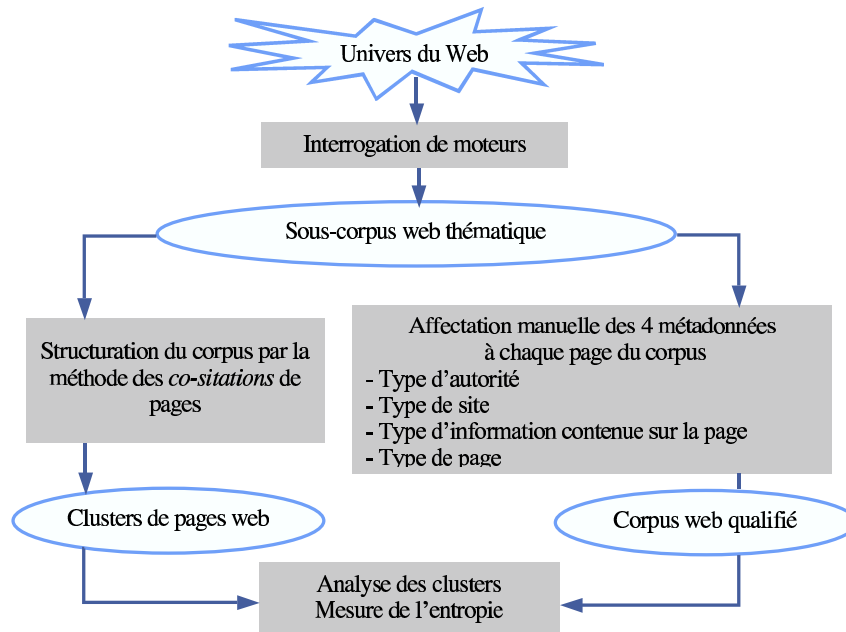 Univers du Web
Interrogation de moteurs
Sous-corpus web thématique
Structuration du corpus par la
méthode des co-sitations de
pages
Affectation manuelle des 4 métadonnées
à chaque page du corpus
- Type d’autorité
- Type de site
- Type d’information contenue sur la page
- Type de page
Clusters de pages web
Corpus web qualifié
Analyse des clusters
Mesure de l’entropie